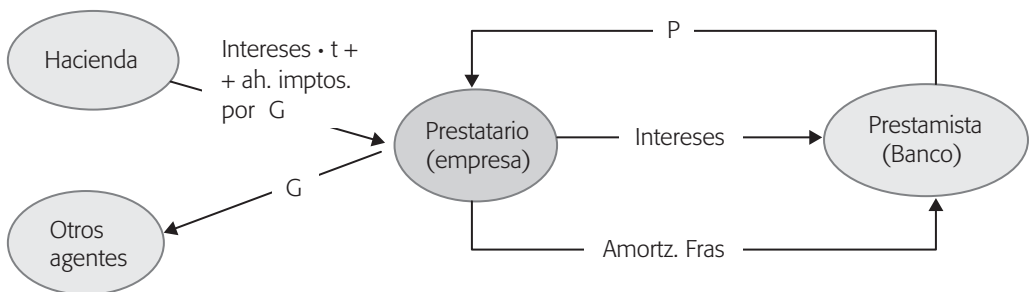 Hacienda
Intereses • t +
+ ah. imptos.
por G
P
Prestatario
(empresa)
Intereses
Prestamista
(Banco)
G
Otros
agentes
Amortz. Fras